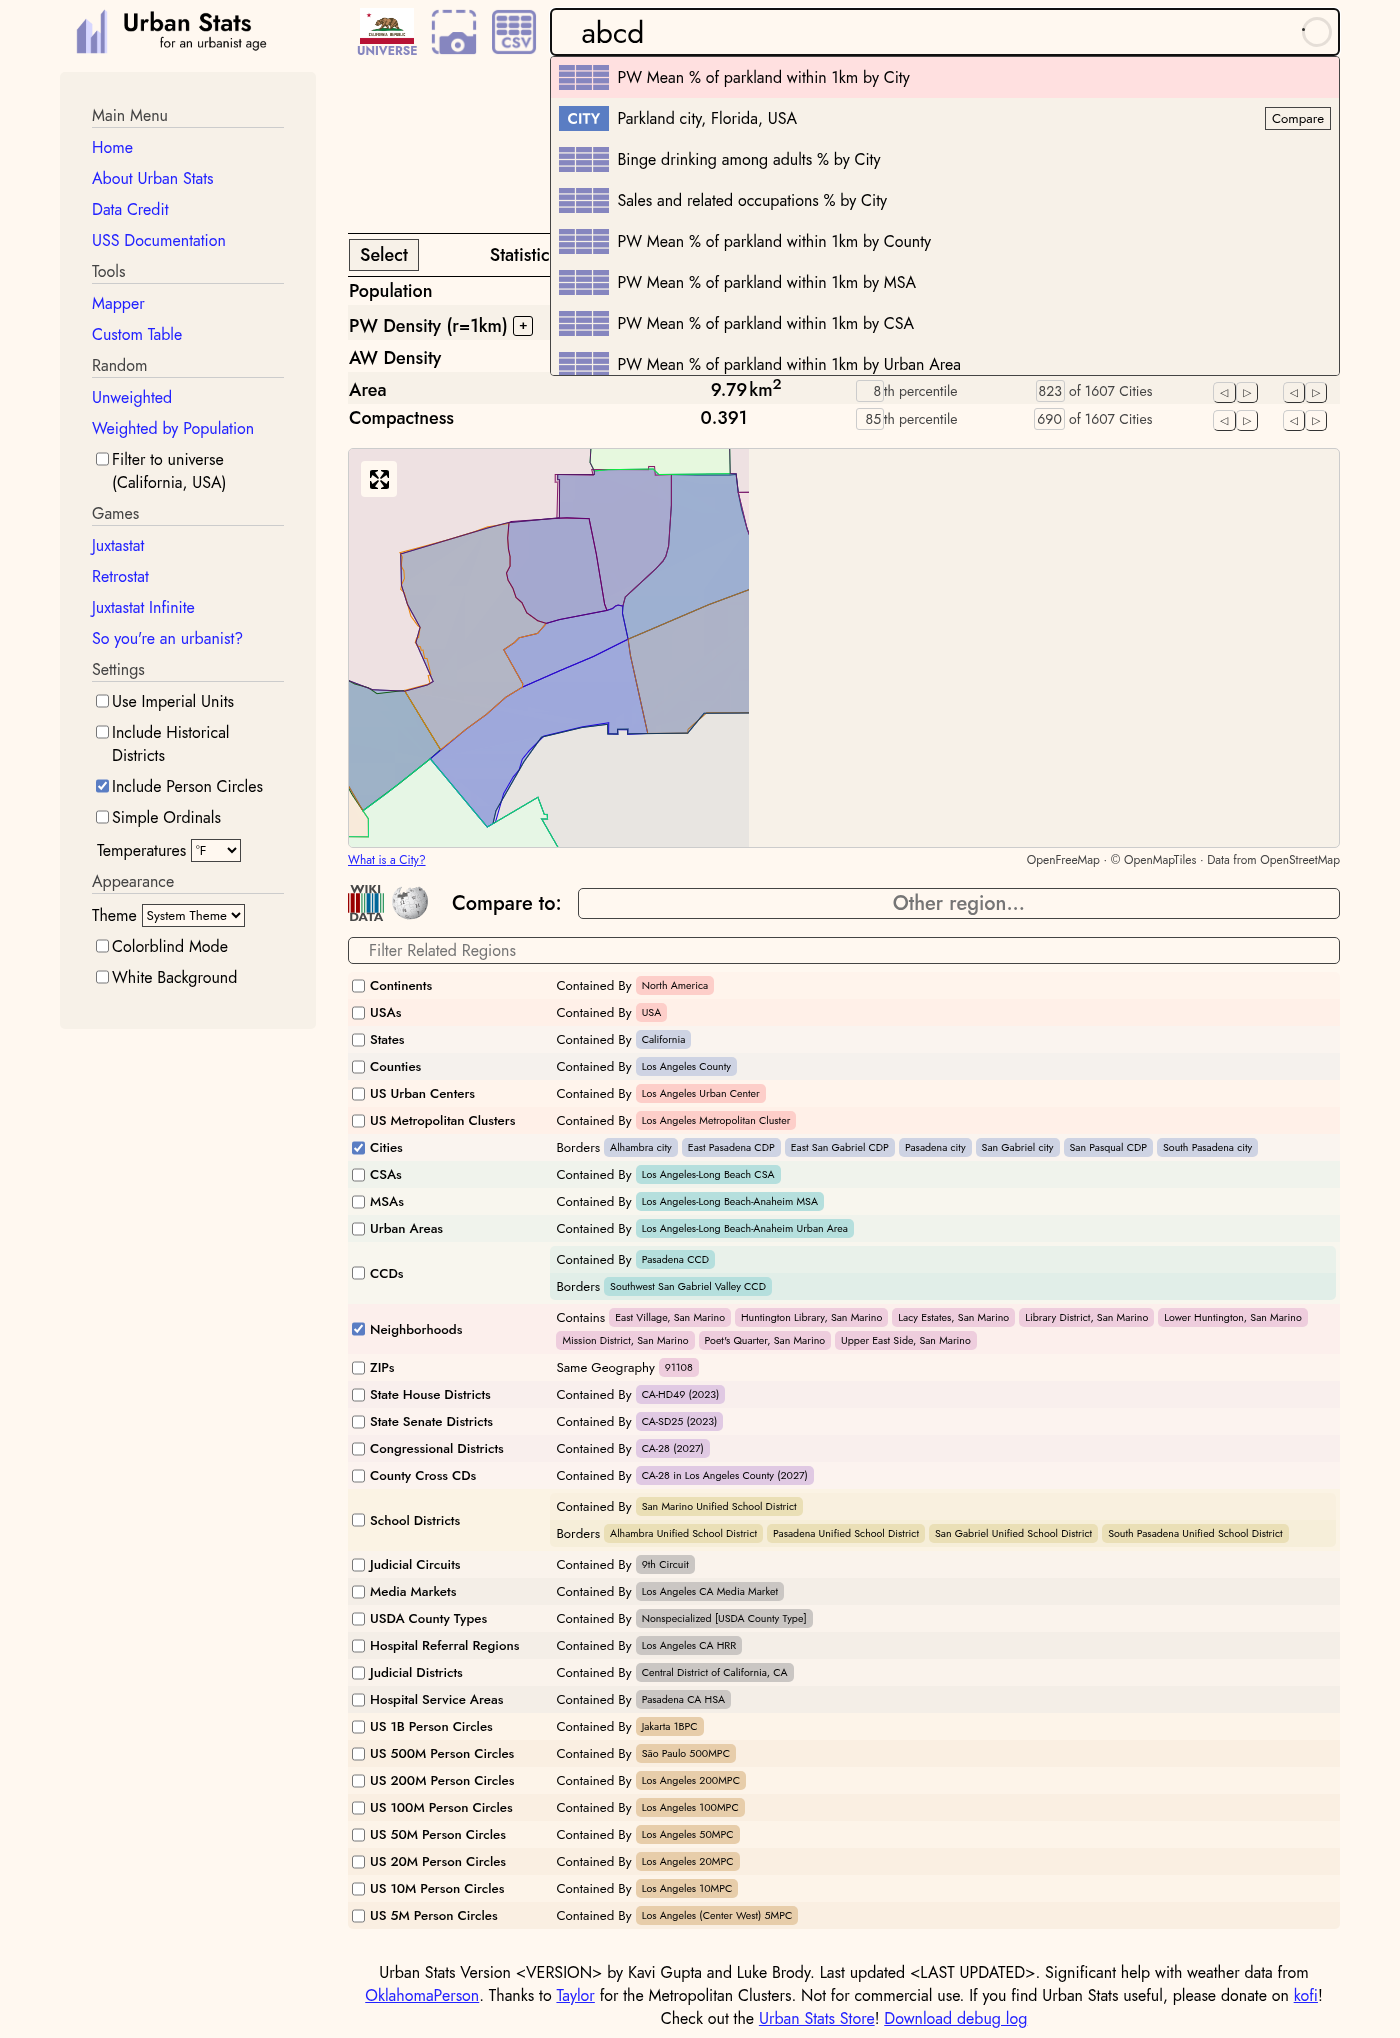 Urban Stats
for an urbanist age
UNIVERSE
CSV
abcd
PW Mean % of parkland within 1km by City
CITY Parkland city, Florida, USA Compare
Binge drinking among adults % by City
Sales and related occupations % by City
PW Mean % of parkland within 1km by County
PW Mean % of parkland within 1km by MSA
PW Mean % of parkland within 1km by CSA
PW Mean % of parkland within 1km by Urban Area
Main Menu
Home
About Urban Stats
Data Credit
USS Documentation
Tools
Mapper
Custom Table
Random
Unweighted
Weighted by Population
Filter to universe
(California, USA)
Games
Juxtastat
Retrostat
Juxtastat Infinite
So you're an urbanist?
Settings
Use Imperial Units
Include Historical
Districts
Include Person Circles
Simple Ordinals
Temperatures °F
Appearance
Theme System Theme
Colorblind Mode
White Background
Select Statistic
Population
PW Density (r=1km) +
AW Density
Area 9.79 km² 8th percentile 823 of 1607 Cities
Compactness 0.391 85th percentile 690 of 1607 Cities
What is a City? OpenFreeMap · © OpenMapTiles · Data from OpenStreetMap
WIKI
DATA
Compare to: Other region...
Filter Related Regions
Continents Contained By North America
USAs Contained By USA
States Contained By California
Counties Contained By Los Angeles County
US Urban Centers Contained By Los Angeles Urban Center
US Metropolitan Clusters Contained By Los Angeles Metropolitan Cluster
Cities Borders Alhambra city East Pasadena CDP East San Gabriel CDP Pasadena city San Gabriel city San Pasqual CDP South Pasadena city
CSAs Contained By Los Angeles-Long Beach CSA
MSAs Contained By Los Angeles-Long Beach-Anaheim MSA
Urban Areas Contained By Los Angeles-Long Beach-Anaheim Urban Area
CCDs Contained By Pasadena CCD
Borders Southwest San Gabriel Valley CCD
Neighborhoods Contains East Village, San Marino Huntington Library, San Marino Lacy Estates, San Marino Library District, San Marino Lower Huntington, San Marino
Mission District, San Marino Poet's Quarter, San Marino Upper East Side, San Marino
ZIPs Same Geography 91108
State House Districts Contained By CA-HD49 (2023)
State Senate Districts Contained By CA-SD25 (2023)
Congressional Districts Contained By CA-28 (2027)
County Cross CDs Contained By CA-28 in Los Angeles County (2027)
School Districts Contained By San Marino Unified School District
Borders Alhambra Unified School District Pasadena Unified School District San Gabriel Unified School District South Pasadena Unified School District
Judicial Circuits Contained By 9th Circuit
Media Markets Contained By Los Angeles CA Media Market
USDA County Types Contained By Nonspecialized [USDA County Type]
Hospital Referral Regions Contained By Los Angeles CA HRR
Judicial Districts Contained By Central District of California, CA
Hospital Service Areas Contained By Pasadena CA HSA
US 1B Person Circles Contained By Jakarta 1BPC
US 500M Person Circles Contained By São Paulo 500MPC
US 200M Person Circles Contained By Los Angeles 200MPC
US 100M Person Circles Contained By Los Angeles 100MPC
US 50M Person Circles Contained By Los Angeles 50MPC
US 20M Person Circles Contained By Los Angeles 20MPC
US 10M Person Circles Contained By Los Angeles 10MPC
US 5M Person Circles Contained By Los Angeles (Center West) 5MPC
Urban Stats Version <VERSION> by Kavi Gupta and Luke Brody. Last updated <LAST UPDATED>. Significant help with weather data from
OklahomaPerson. Thanks to Taylor for the Metropolitan Clusters. Not for commercial use. If you find Urban Stats useful, please donate on kofi!
Check out the Urban Stats Store! Download debug log